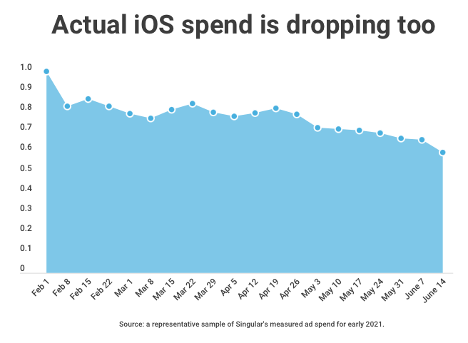 Actual iOS spend is dropping too
1.0
0.9
0.8
0.7
0.6
0.5
0.4
0.3
0.2
0.1
0
Feb 1
Feb 8
Feb 15
Feb 22
Mar 1
Mar 8
Mar 15
Mar 22
Mar 29
Apr 5
Apr 12
Apr 19
Apr 26
May 3
May 10
May 17
May 24
May 31
June 7
June 14
Source: a representative sample of Singular's measured ad spend for early 2021.